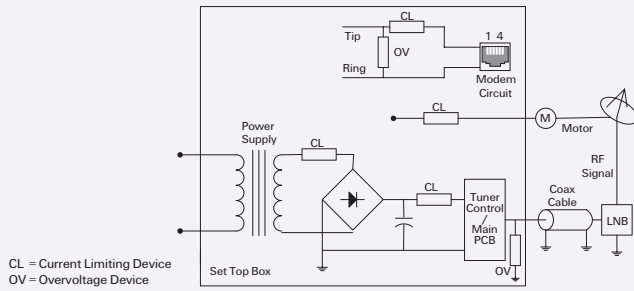 CL
Tip
1 4
OV
Ring
Modem
Circuit
CL
M
Motor
Power
Supply
CL
RF
Signal
CL
Tuner
Control
/
Main
PCB
Coax
Cable
LNB
OV
Set Top Box
CL = Current Limiting Device
OV = Overvoltage Device